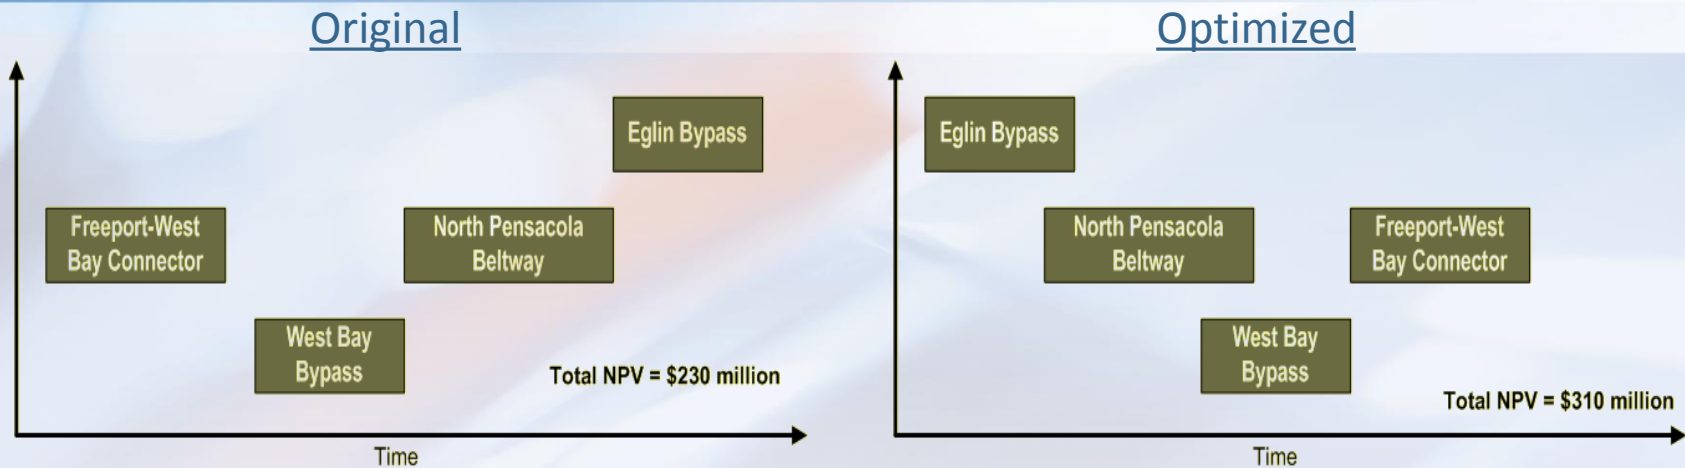 Original
Eglin Bypass
Freeport-West
Bay Connector
North Pensacola
Beltway
West Bay
Bypass
Total NPV = $230 million
Time
Optimized
Eglin Bypass
North Pensacola
Beltway
Freeport-West
Bay Connector
West Bay
Bypass
Total NPV = $310 million
Time